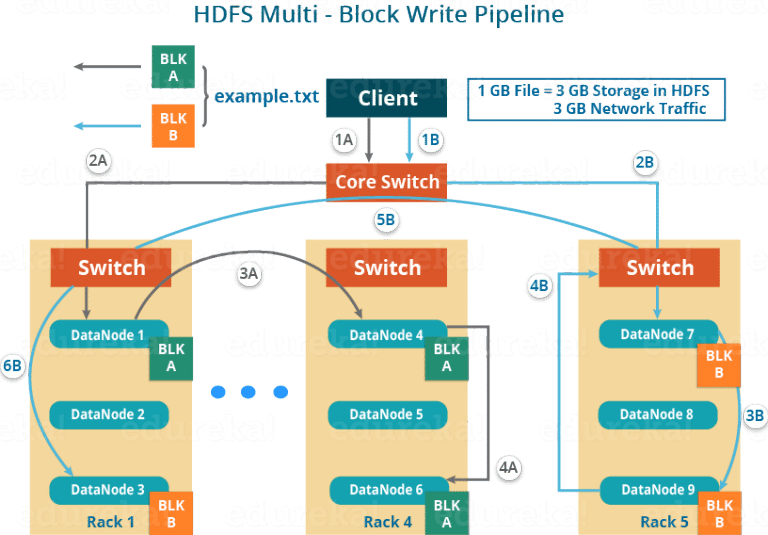 HDFS Multi - Block Write Pipeline
BLK
A
BLK
B
example.txt
Client
1 GB File = 3 GB Storage in HDFS
3 GB Network Traffic
1A
1B
2A
2B
Core Switch
5B
Switch
Switch
Switch
3A
4B
DataNode 1
BLK
A
DataNode 4
BLK
A
DataNode 7
BLK
B
6B
DataNode 2
DataNode 5
DataNode 8
3B
4A
DataNode 3
BLK
B
Rack 1
DataNode 6
BLK
A
Rack 4
DataNode 9
BLK
B
Rack 5
edureka!